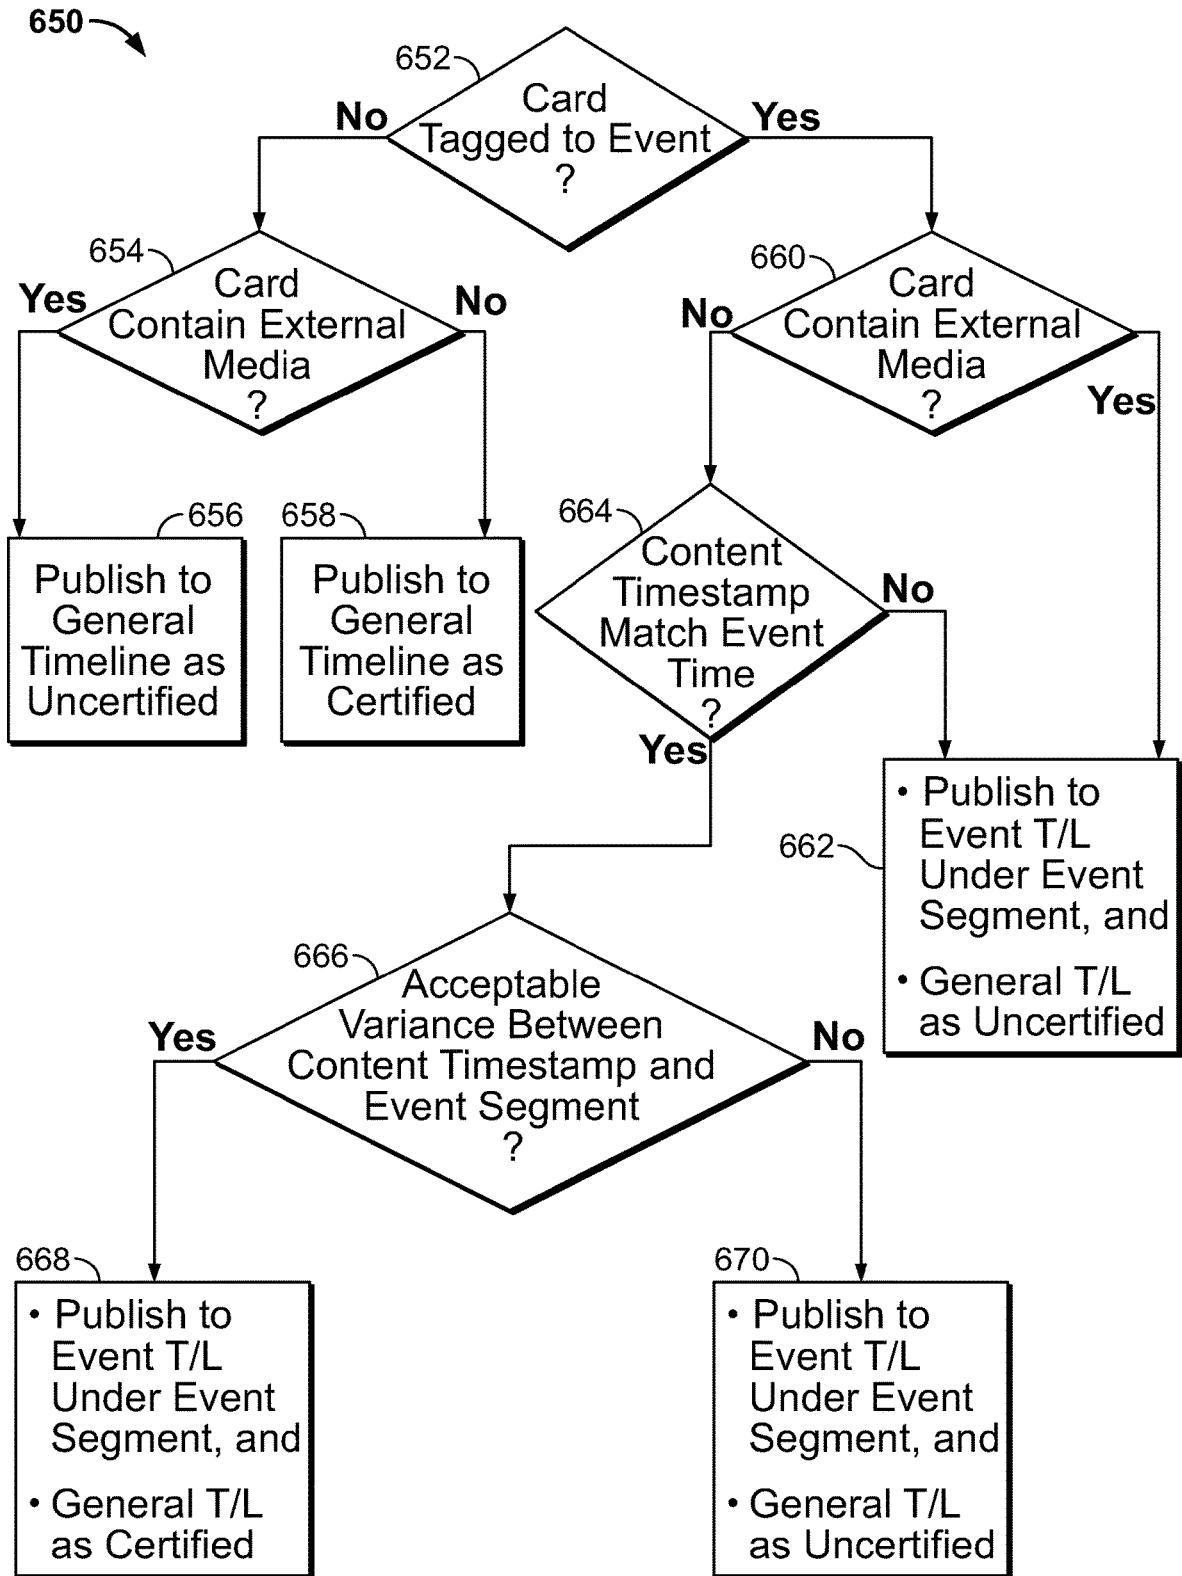 650
652
Card
Tagged to Event
?
No
Yes
654
Card
Contain External
Media
?
Yes
No
660
Card
Contain External
Media
?
No
Yes
656
Publish to
General
Timeline as
Uncertified
658
Publish to
General
Timeline as
Certified
664
Content
Timestamp
Match Event
Time
?
No
Yes
662
• Publish to
Event T/L
Under Event
Segment, and
• General T/L
as Uncertified
666
Acceptable
Variance Between
Content Timestamp and
Event Segment
?
Yes
No
668
• Publish to
Event T/L
Under Event
Segment, and
• General T/L
as Certified
670
• Publish to
Event T/L
Under Event
Segment, and
• General T/L
as Uncertified